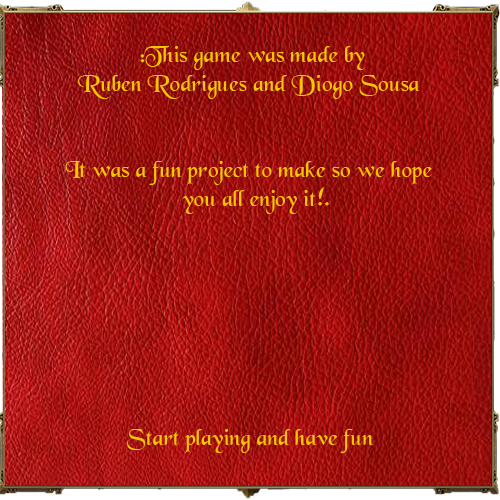 :This game was made by
Ruben Rodrigues and Diogo Sousa
It was a fun project to make so we hope
you all enjoy it!.
Start playing and have fun